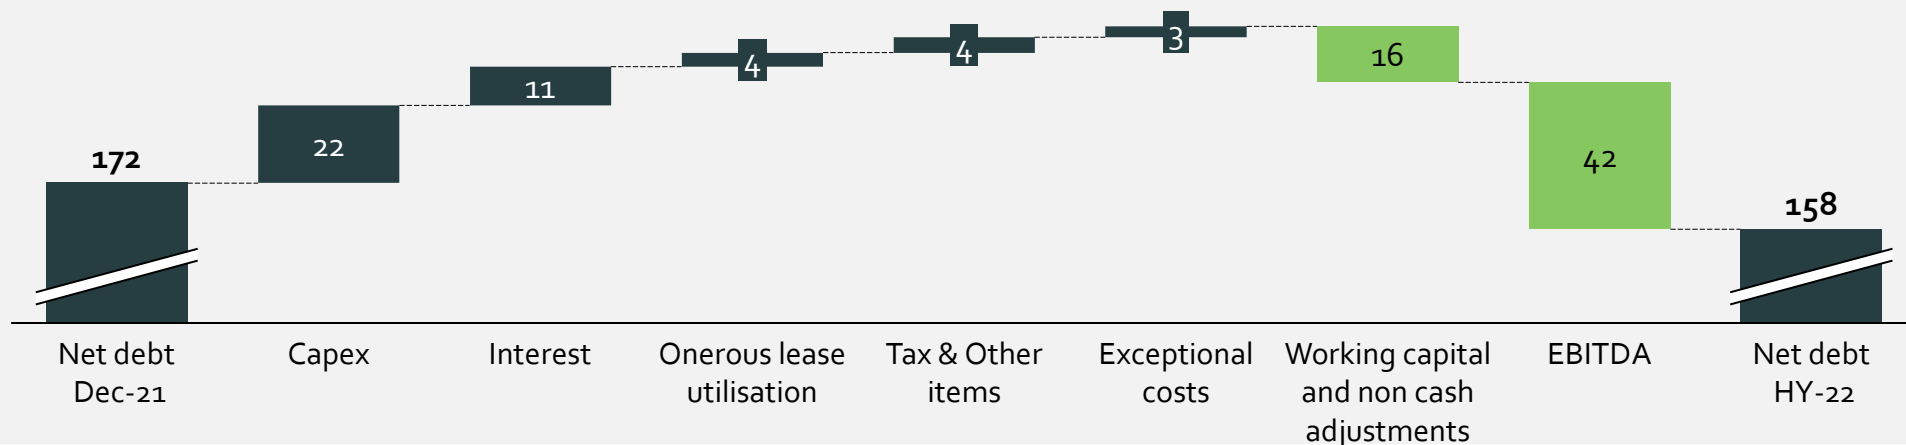 172
22
11
4
4
3
16
42
158
Net debt
Dec-21
Capex
Interest
Onerous lease
utilisation
Tax & Other
items
Exceptional
costs
Working capital
and non cash
adjustments
EBITDA
Net debt
HY-22